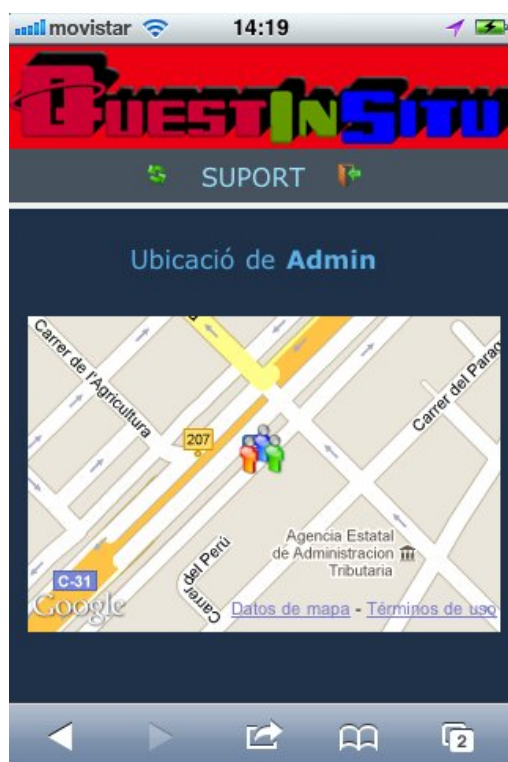 movistar 14:19
QUESTINSITU
SUPORT
Ubicació de Admin
Carrer de l'Agricultura
Carrer del Parag
207
Carrer del Perú
Agencia Estatal
de Administracion
Tributaria
C-31
Google
Datos de mapa - Términos de uso
2